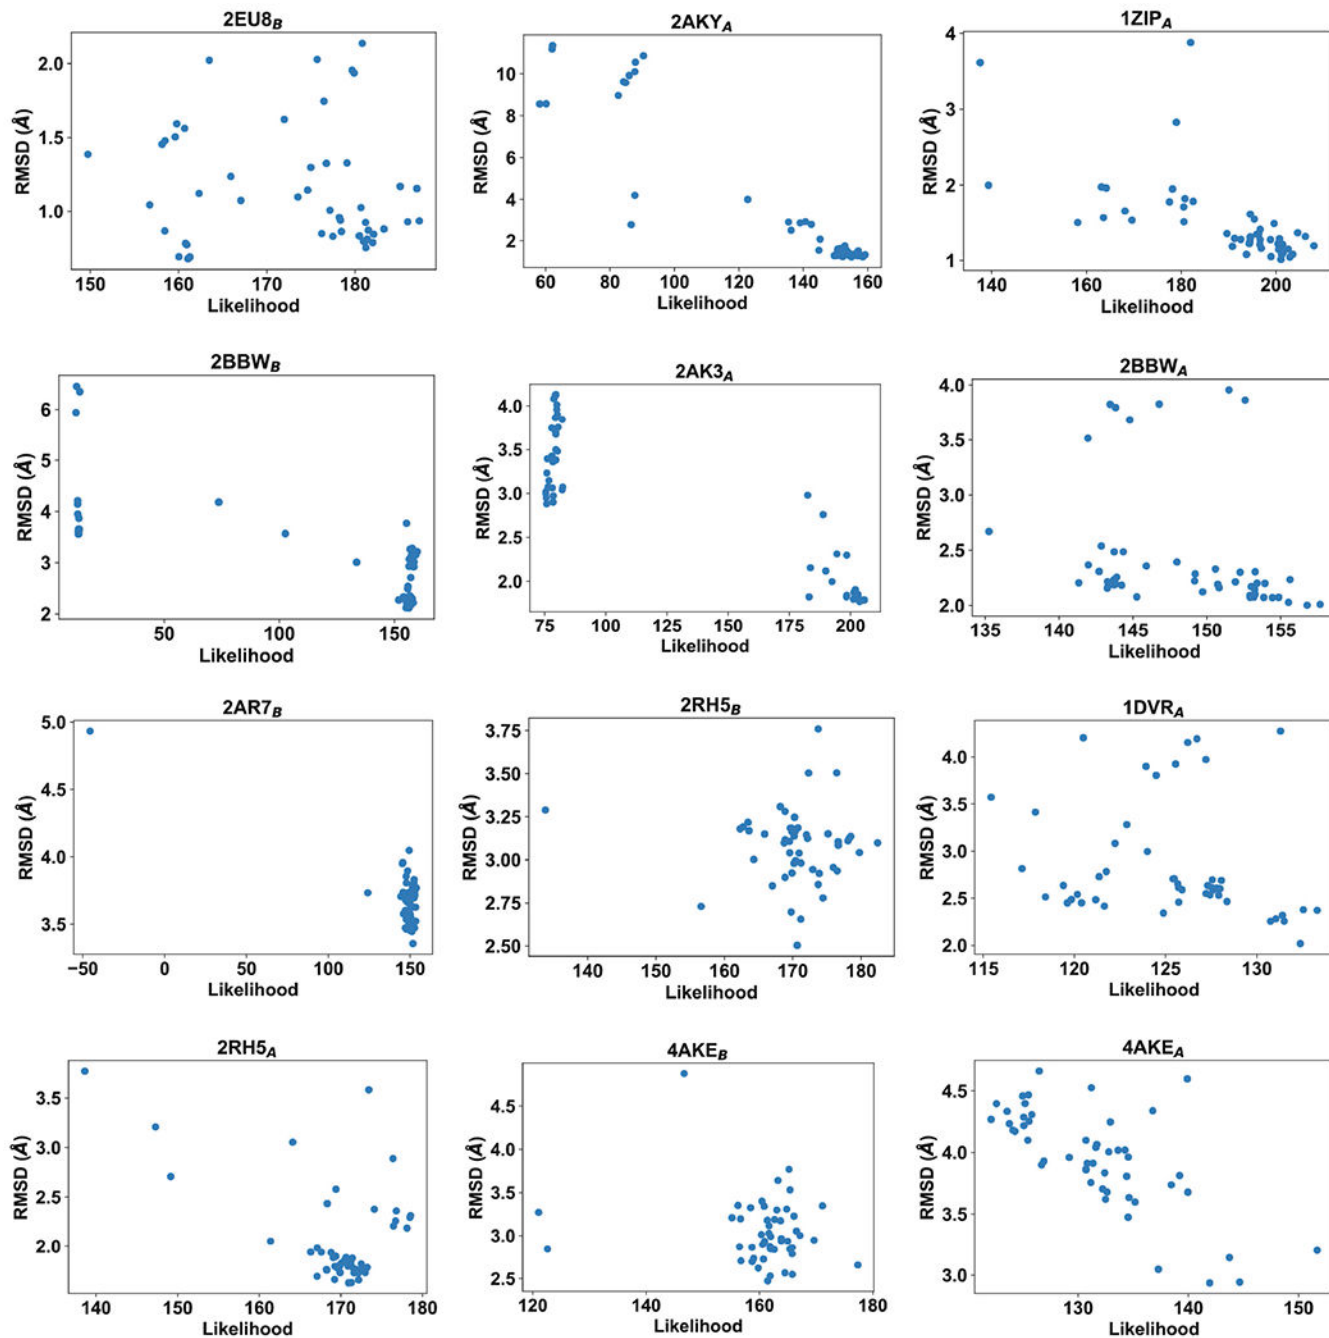 2EU8B
RMSD (Å)
2.0
1.5
1.0
150 160 170 180
Likelihood
2AKYA
RMSD (Å)
10
8
6
4
2
60 80 100 120 140 160
Likelihood
1ZIPA
RMSD (Å)
4
3
2
1
140 160 180 200
Likelihood
2BBWB
RMSD (Å)
6
5
4
3
2
50 100 150
Likelihood
2AK3A
RMSD (Å)
4.0
3.5
3.0
2.5
2.0
75 100 125 150 175 200
Likelihood
2BBWA
RMSD (Å)
4.0
3.5
3.0
2.5
2.0
135 140 145 150 155
Likelihood
2AR7B
RMSD (Å)
5.0
4.5
4.0
3.5
−50 0 50 100 150
Likelihood
2RH5B
RMSD (Å)
3.75
3.50
3.25
3.00
2.75
2.50
140 150 160 170 180
Likelihood
1DVRA
RMSD (Å)
4.0
3.5
3.0
2.5
2.0
115 120 125 130
Likelihood
2RH5A
RMSD (Å)
3.5
3.0
2.5
2.0
140 150 160 170 180
Likelihood
4AKEB
RMSD (Å)
4.5
4.0
3.5
3.0
2.5
120 140 160 180
Likelihood
4AKEA
RMSD (Å)
4.5
4.0
3.5
3.0
130 140 150
Likelihood